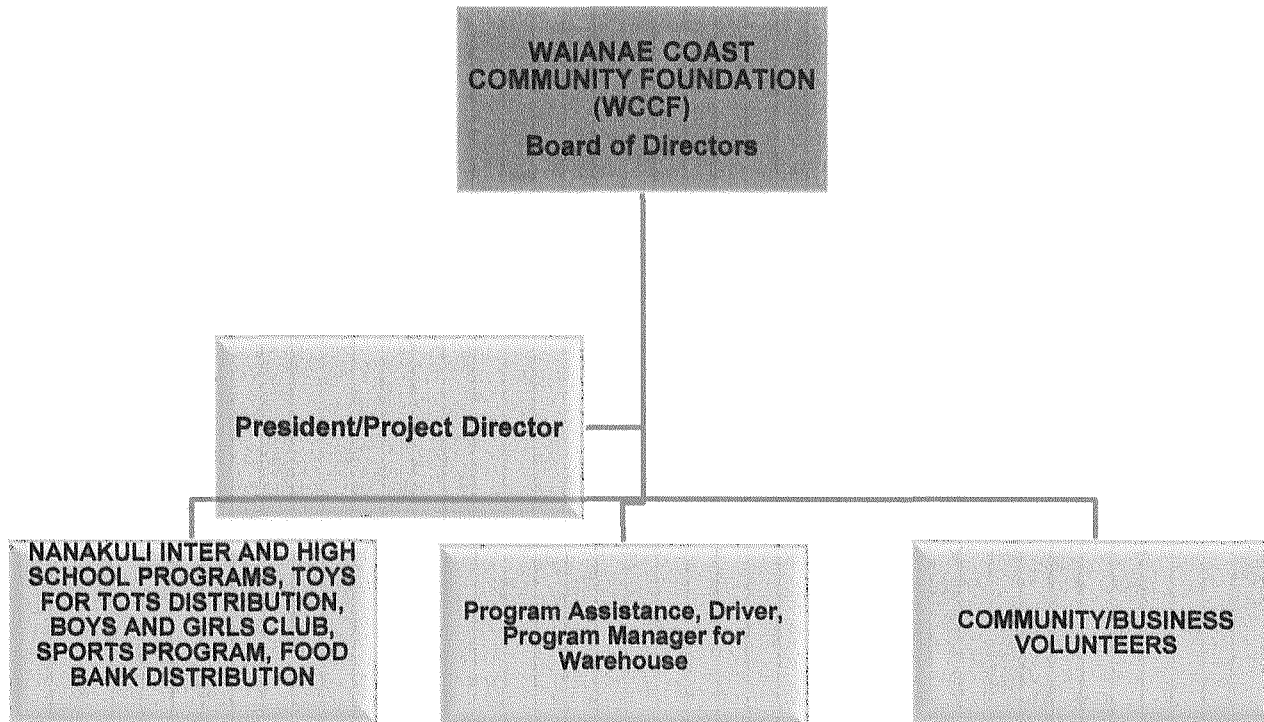 WAIANAE COAST
COMMUNITY FOUNDATION
(WCCF)
Board of Directors
President/Project Director
NANAKULI INTER AND HIGH
SCHOOL PROGRAMS, TOYS
FOR TOTS DISTRIBUTION,
BOYS AND GIRLS CLUB,
SPORTS PROGRAM, FOOD
BANK DISTRIBUTION
Program Assistance, Driver,
Program Manager for
Warehouse
COMMUNITY/BUSINESS
VOLUNTEERS